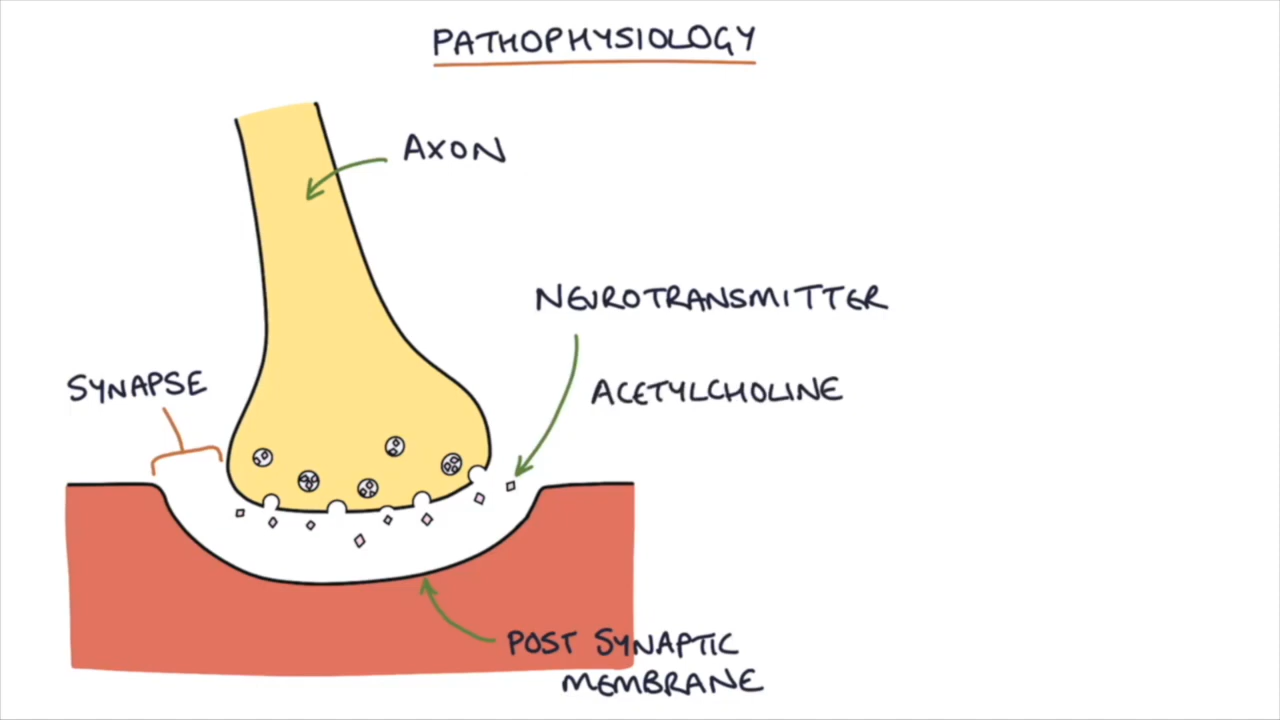 PATHOPHYSIOLOGY
AXON
NEUROTRANSMITTER
SYNAPSE
ACETYLCHOLINE
POST SYNAPTIC
MEMBRANE